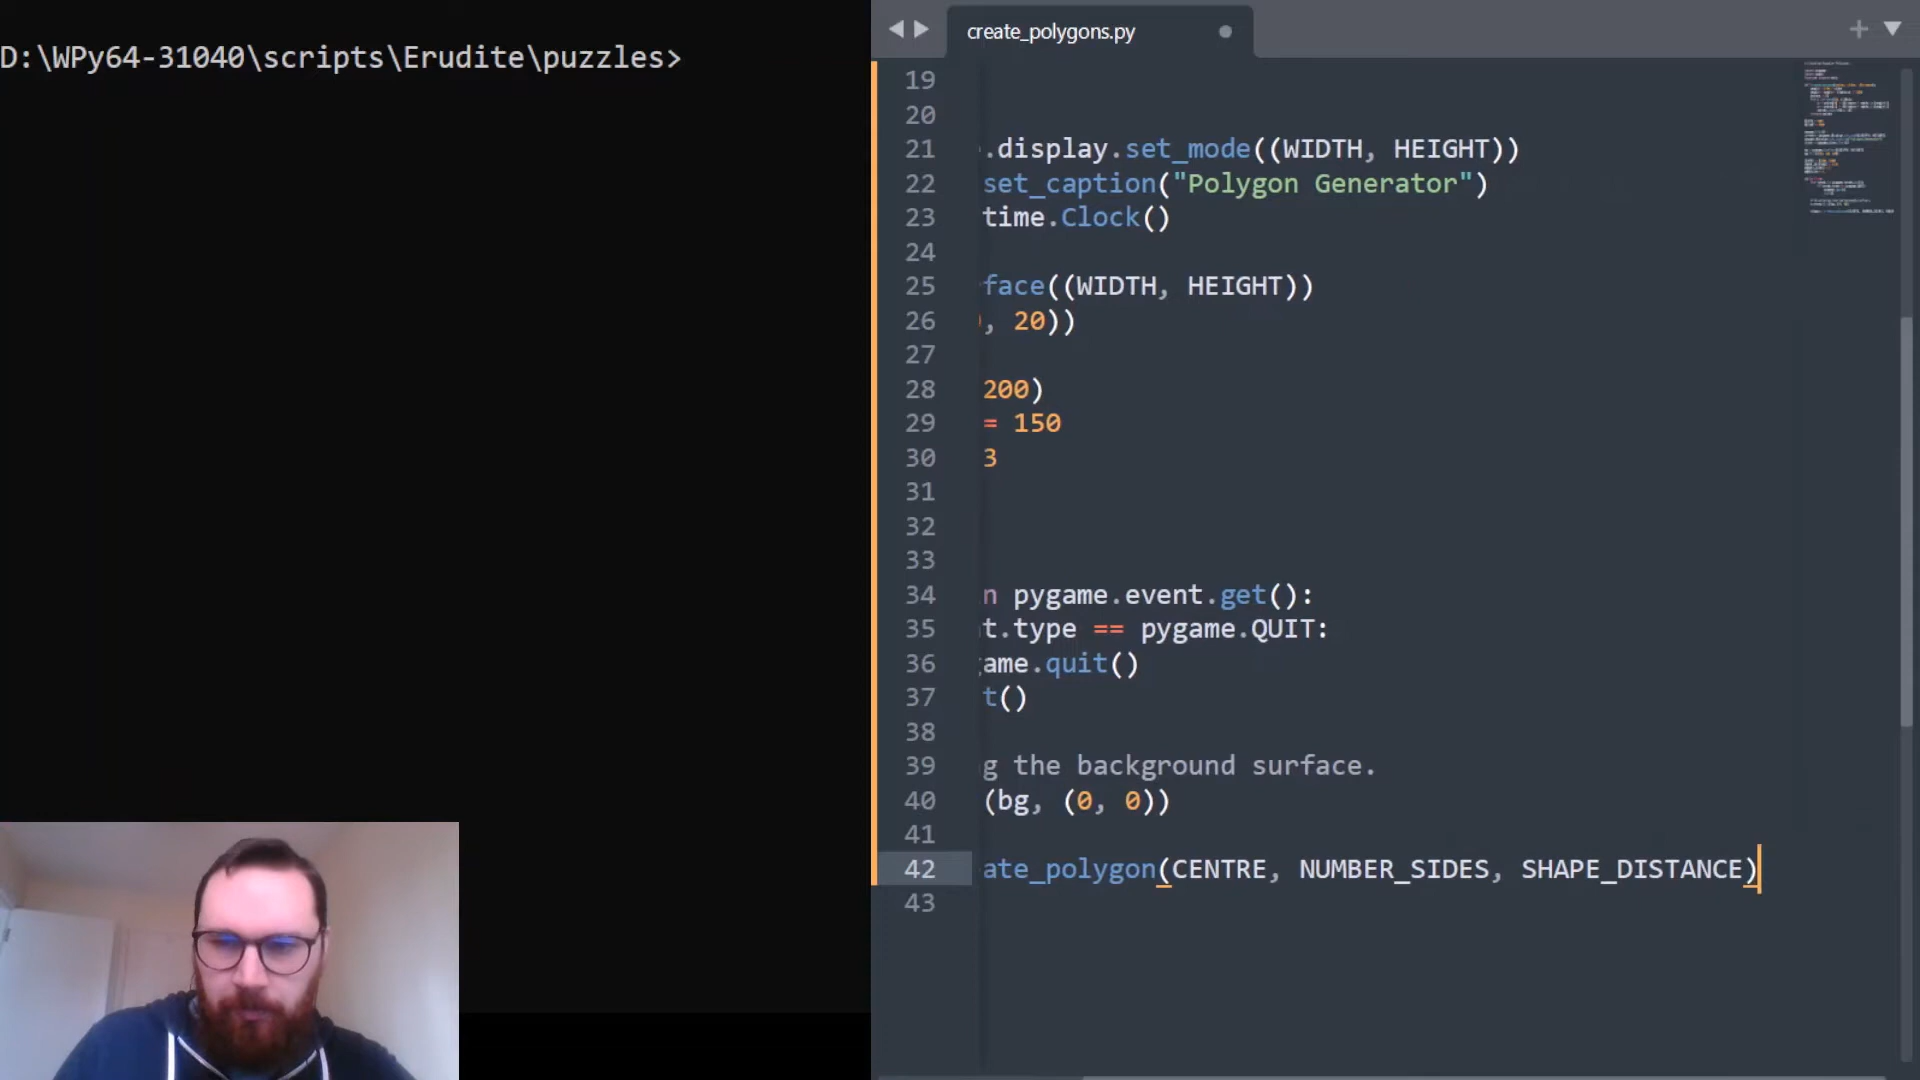 D:\WPy64-31040\scripts\Erudite\puzzles>
create_polygons.py
19
20
21 .display.set_mode((WIDTH, HEIGHT))
22 set_caption("Polygon Generator")
23 time.Clock()
24
25 face((WIDTH, HEIGHT))
26 , 20))
27
28 200)
29 = 150
30 3
31
32
33
34 n pygame.event.get():
35 t.type == pygame.QUIT:
36 ame.quit()
37 t()
38
39 g the background surface.
40 (bg, (0, 0))
41
42 ate_polygon(CENTRE, NUMBER_SIDES, SHAPE_DISTANCE)
43